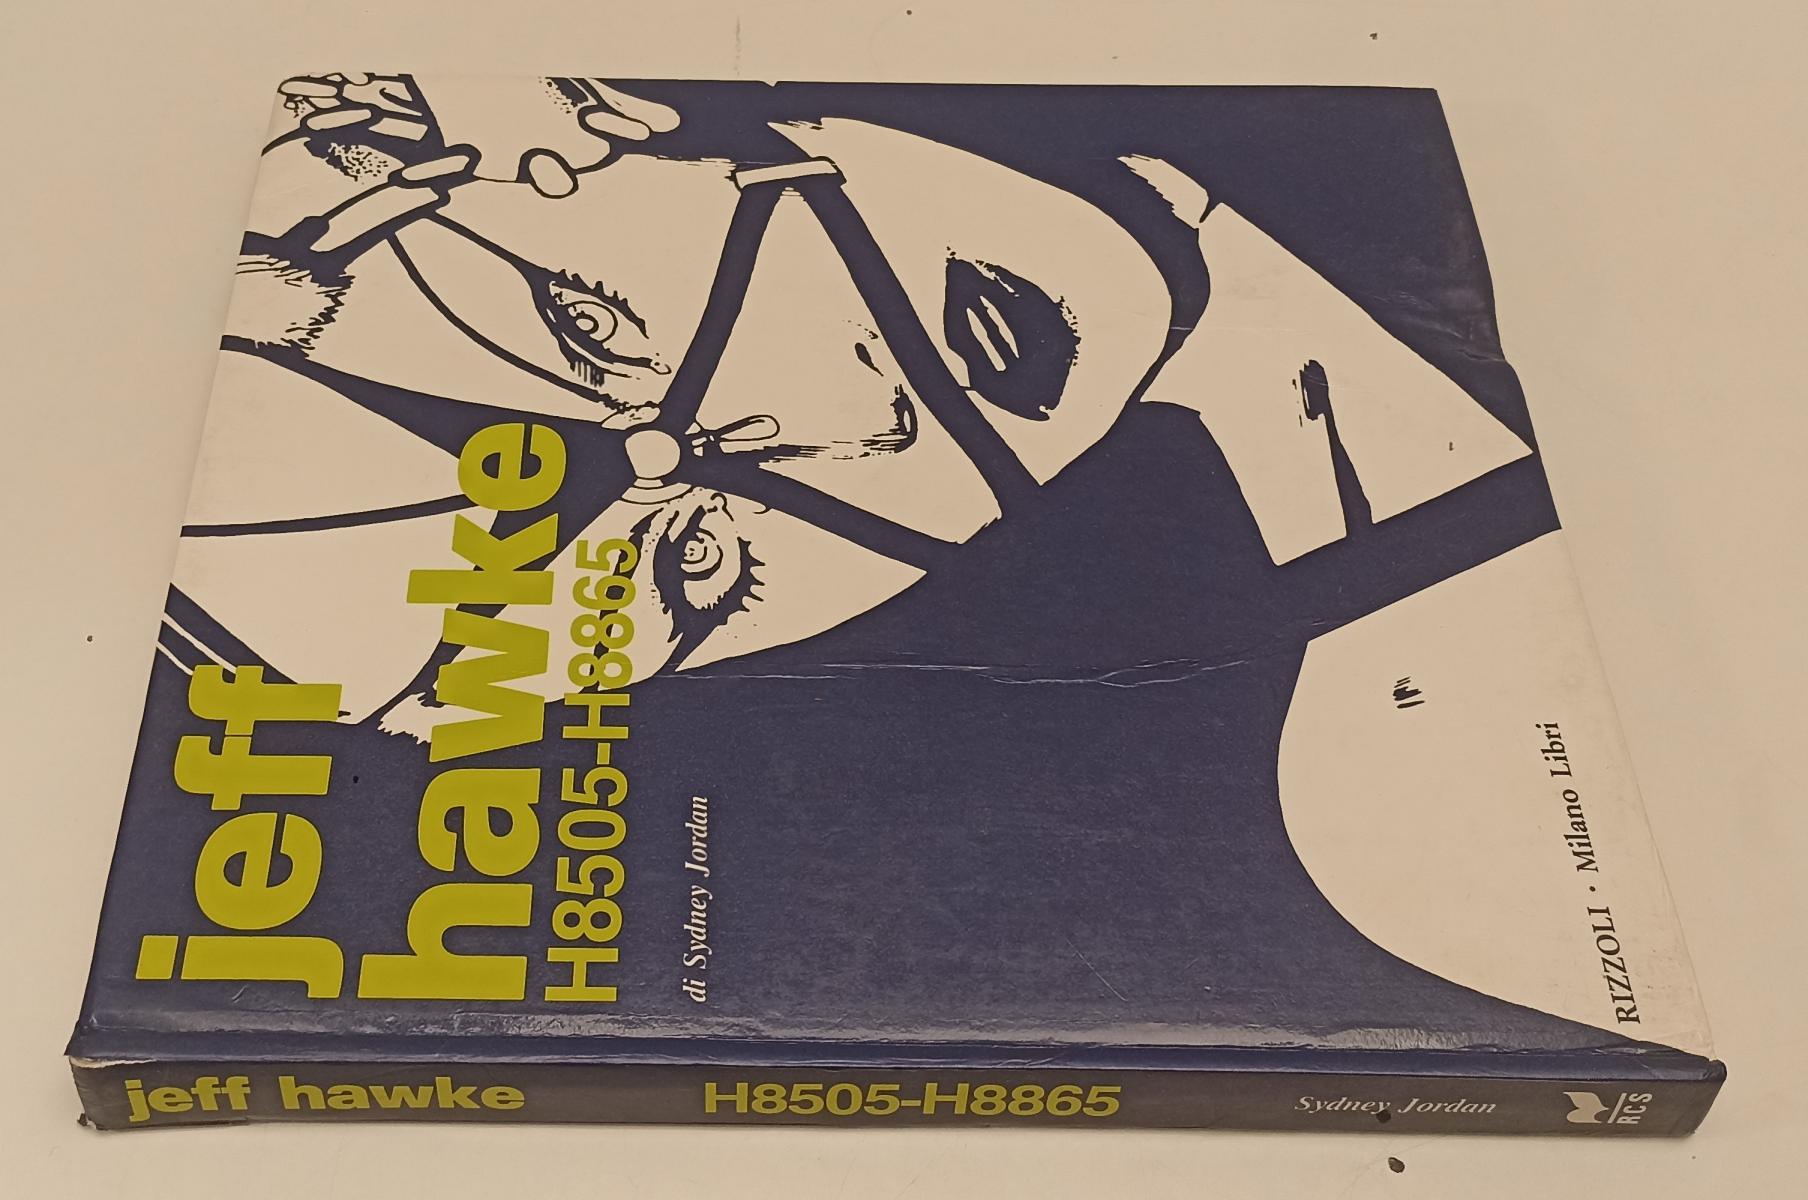 jeff
hawke
H8505-H8865
di Sydney Jordan
RIZZOLI • Milano Libri
jeff hawke H8505-H8865 Sydney Jordan RCS